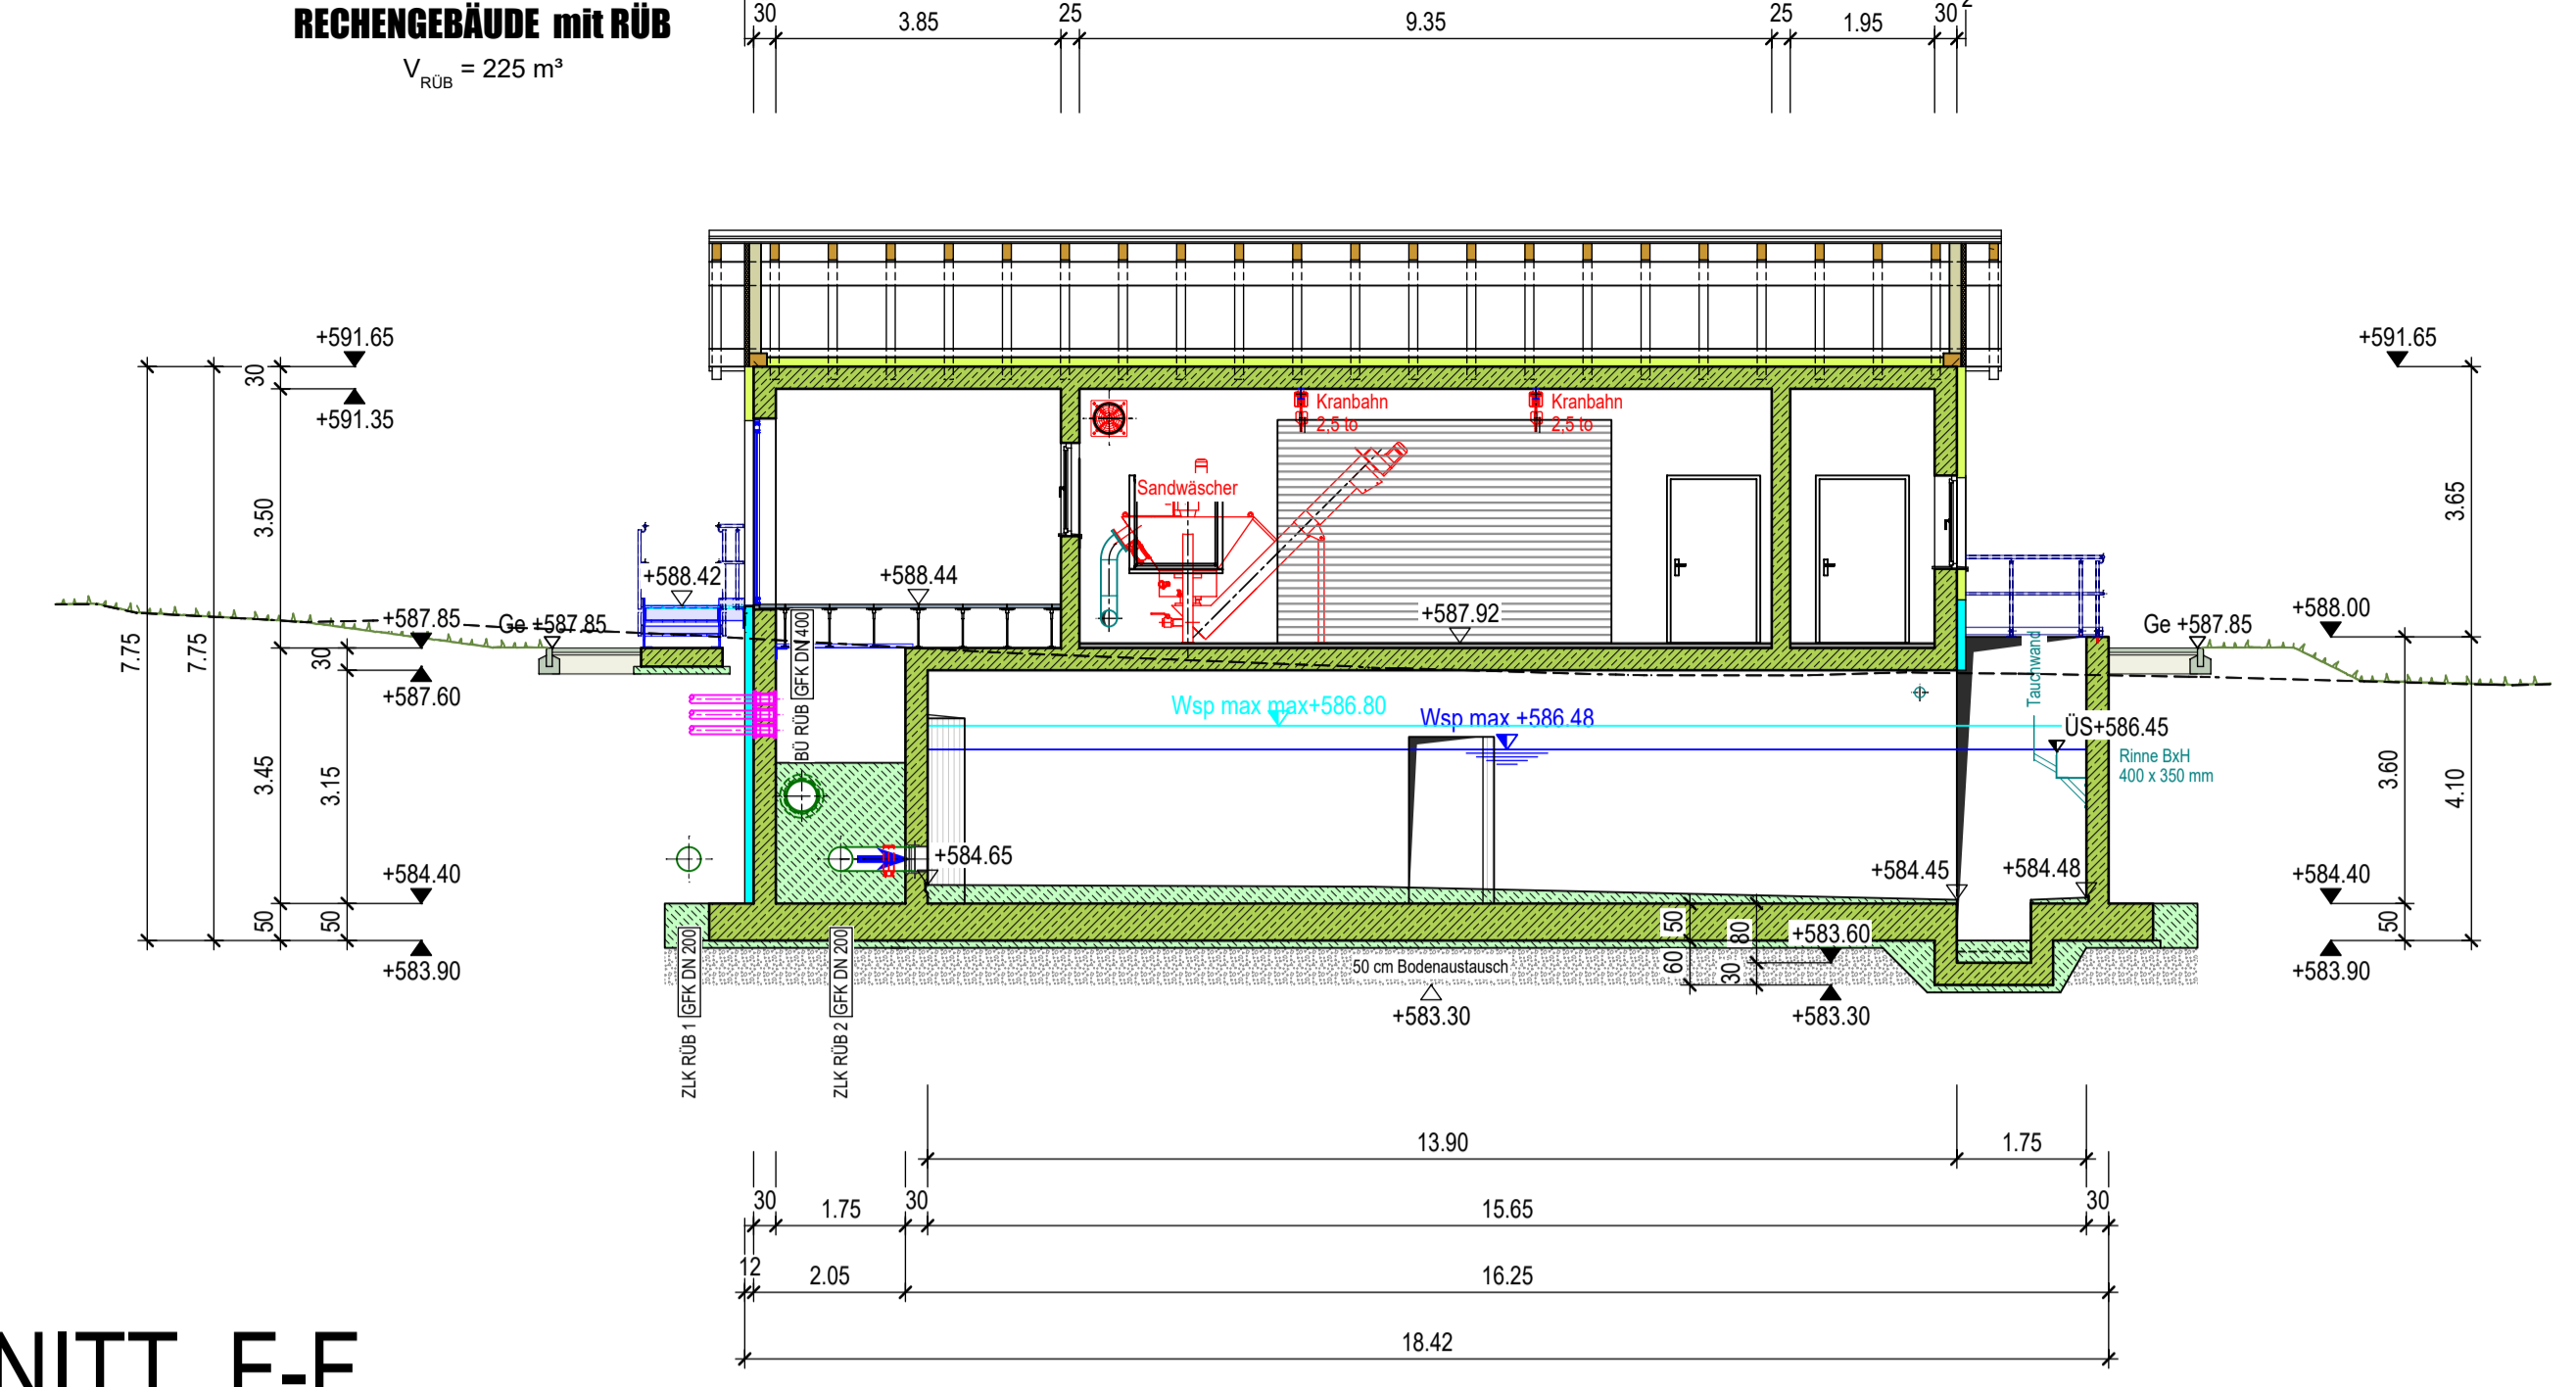 RECHENGEBÄUDE mit RÜB
V RÜB = 225 m³
30
3.85
25
9.35
25
1.95
30
2
+591.65
+591.35
30
3.50
7.75
7.75
3.45
3.15
30
50
50
+587.85
+587.60
+584.40
+583.90
Ge +587.85
+588.42
+588.44
Sandwäscher
Kranbahn
2,5 to
Kranbahn
2,5 to
+587.92
BÜ RÜB GFK DN 400
Wsp max max+586.80
Wsp max +586.48
Tauchwand
ÜS+586.45
Rinne BxH
400 x 350 mm
+584.65
+584.45
+584.48
50
60
80
30
+583.60
+583.30
50 cm Bodenaustausch
+583.30
ZLK RÜB 1 GFK DN 200
ZLK RÜB 2 GFK DN 200
+591.65
3.65
Ge +587.85
+588.00
3.60
4.10
+584.40
50
+583.90
13.90
1.75
30
1.75
30
15.65
30
12
2.05
16.25
18.42